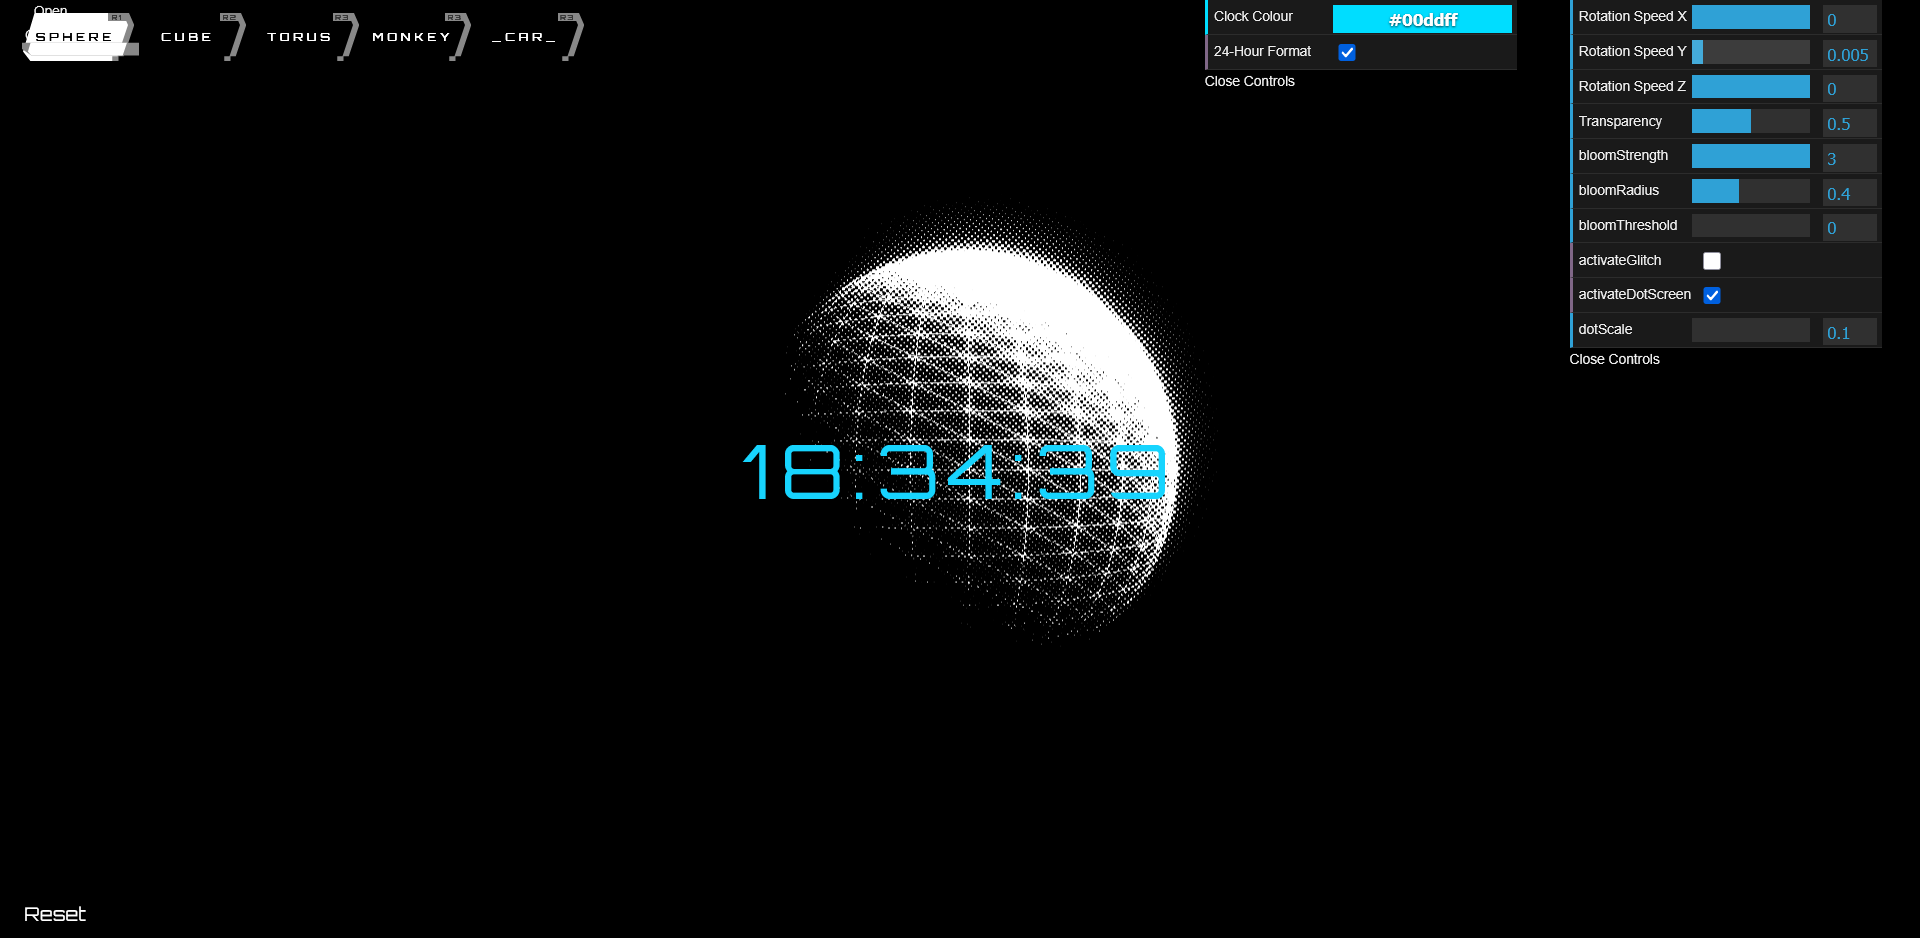 Open
R1
SPHERE
R2
CUBE
R3
TORUS
R3
MONKEY
R3
_CAR_
Clock Colour #00ddff
24-Hour Format
Close Controls
Rotation Speed X 0
Rotation Speed Y 0.005
Rotation Speed Z 0
Transparency 0.5
bloomStrength 3
bloomRadius 0.4
bloomThreshold 0
activateGlitch
activateDotScreen
dotScale 0.1
Close Controls
18:34:39
Reset